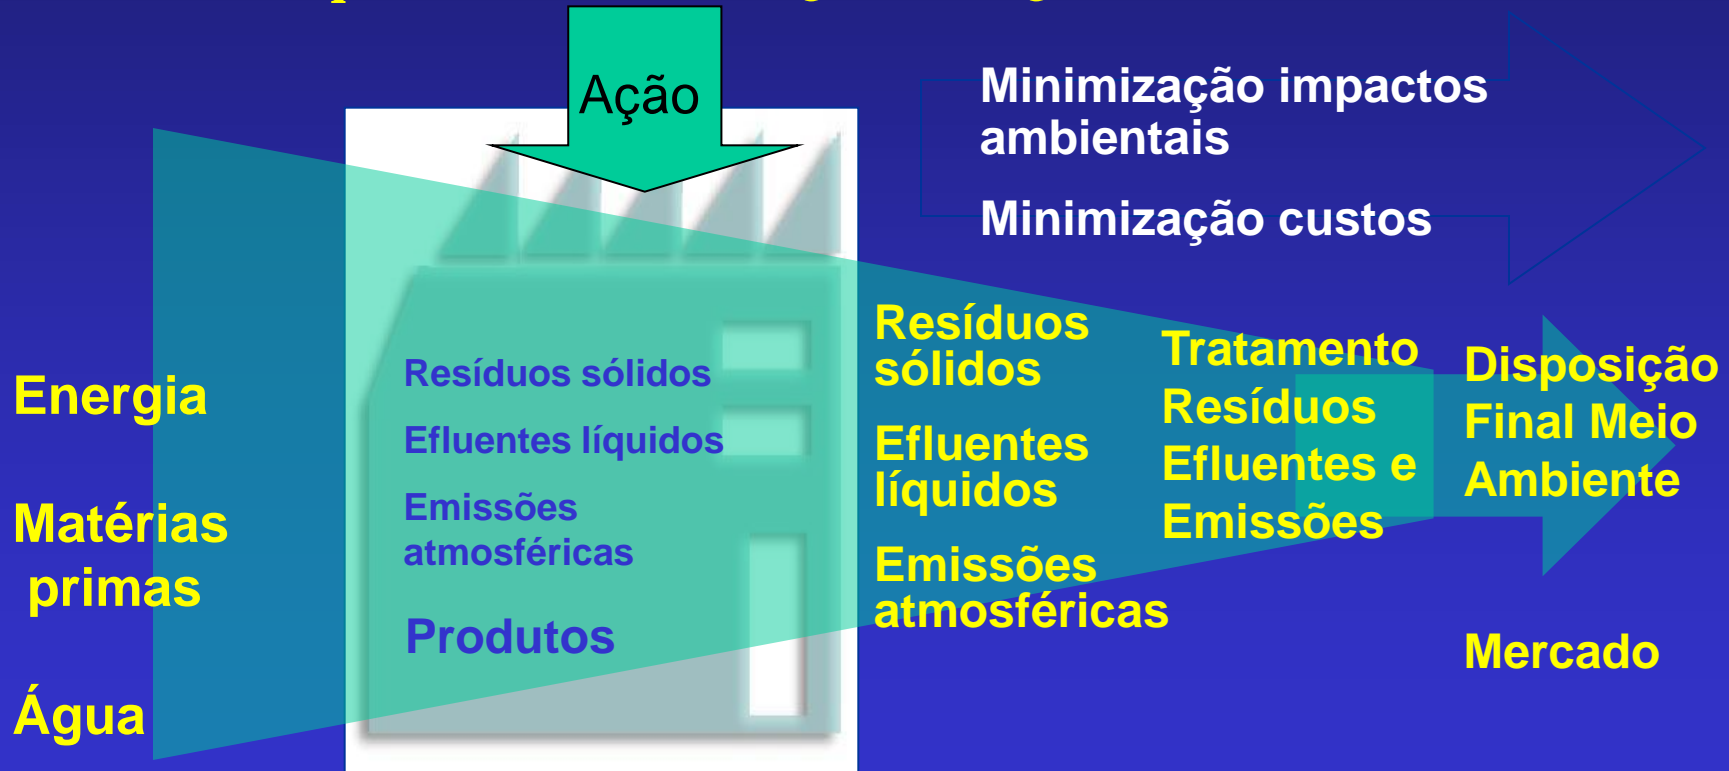 Ação
Minimização impactos
ambientais
Minimização custos
Energia
Matérias
primas
Água
Resíduos sólidos
Efluentes líquidos
Emissões
atmosféricas
Produtos
Resíduos
sólidos
Efluentes
líquidos
Emissões
atmosféricas
Tratamento
Resíduos
Efluentes e
Emissões
Disposição
Final Meio
Ambiente
Mercado